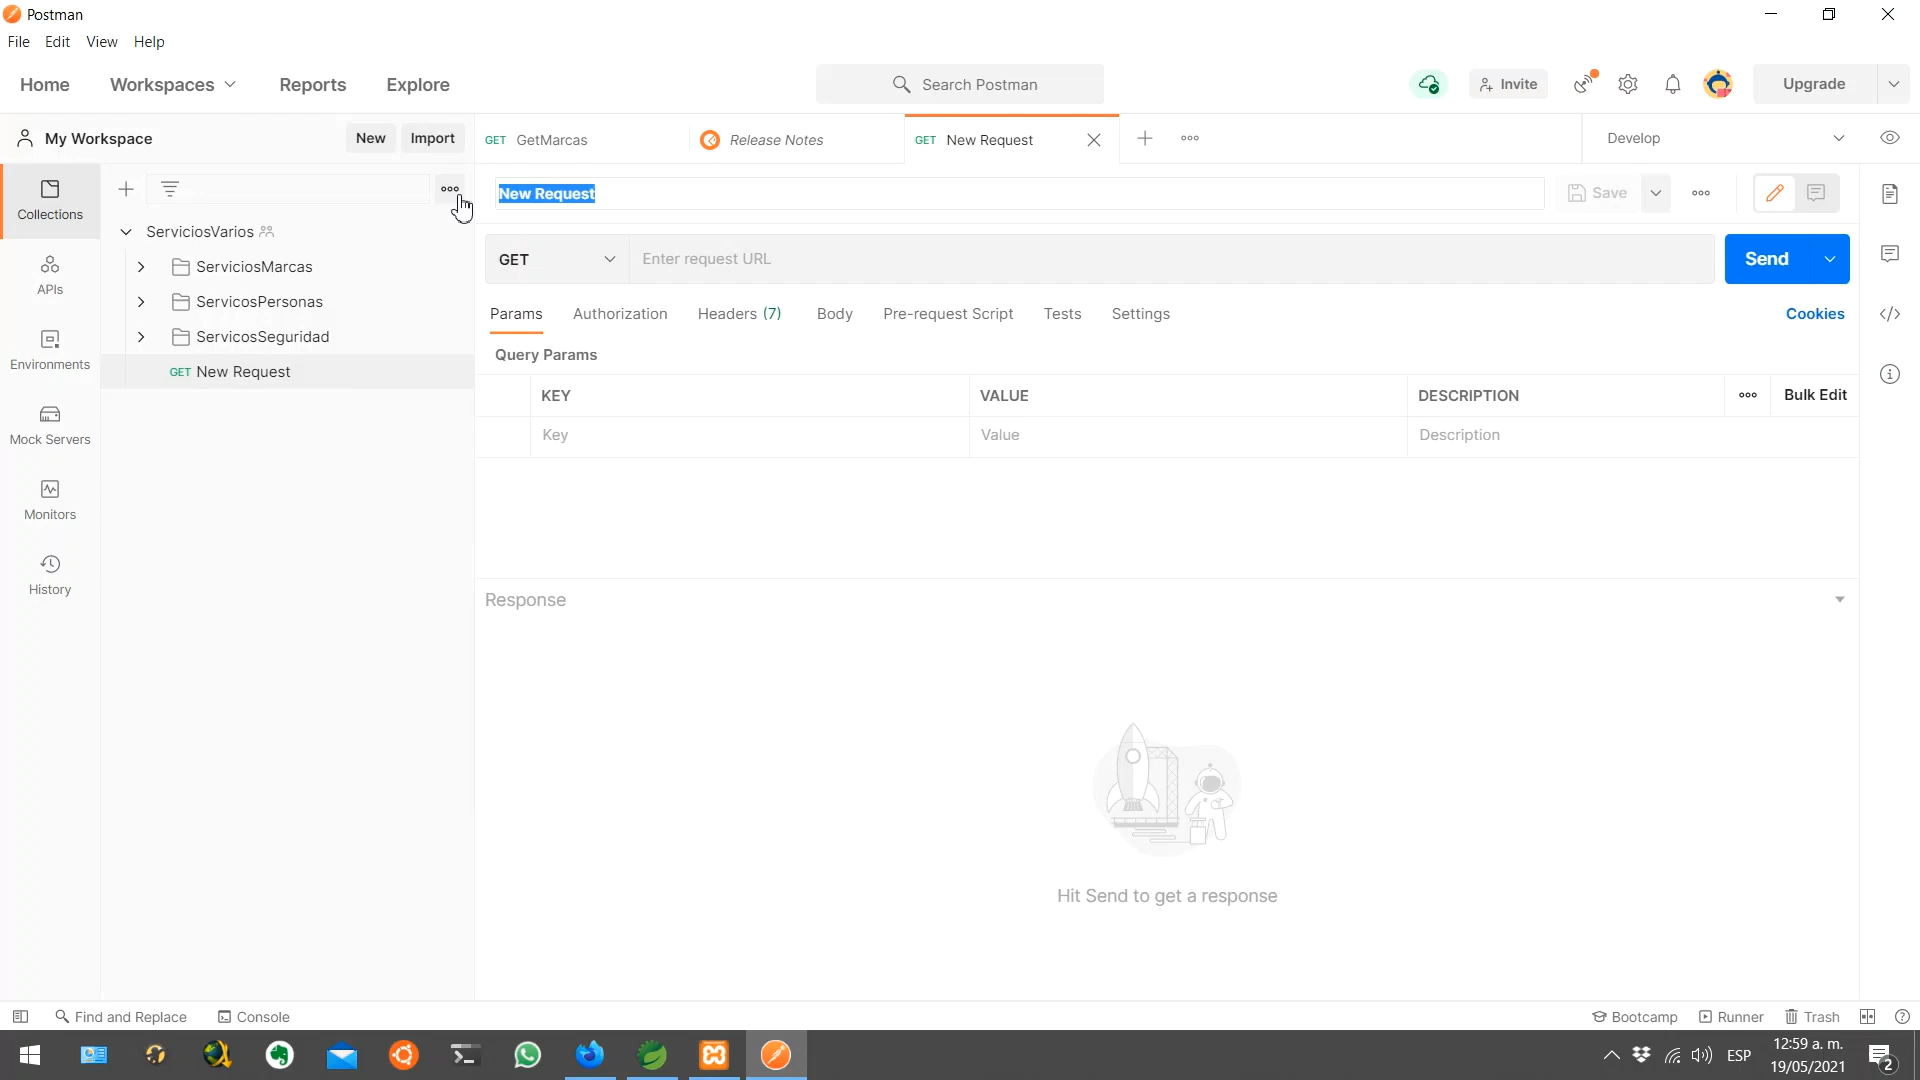 Postman
File Edit View Help
Home Workspaces Reports Explore Search Postman Invite Upgrade
My Workspace New Import GET GetMarcas Release Notes GET New Request Develop
Collections
ServiciosVarios
ServiciosMarcas
ServicosPersonas
ServicosSeguridad
GET New Request
APIs
Environments
Mock Servers
Monitors
History
New Request Save
GET Enter request URL Send
Params Authorization Headers (7) Body Pre-request Script Tests Settings Cookies
Query Params
KEY VALUE DESCRIPTION Bulk Edit
Key Value Description
Response
Hit Send to get a response
Find and Replace Console Bootcamp Runner Trash
ESP 12:59 a. m.
19/05/2021
2